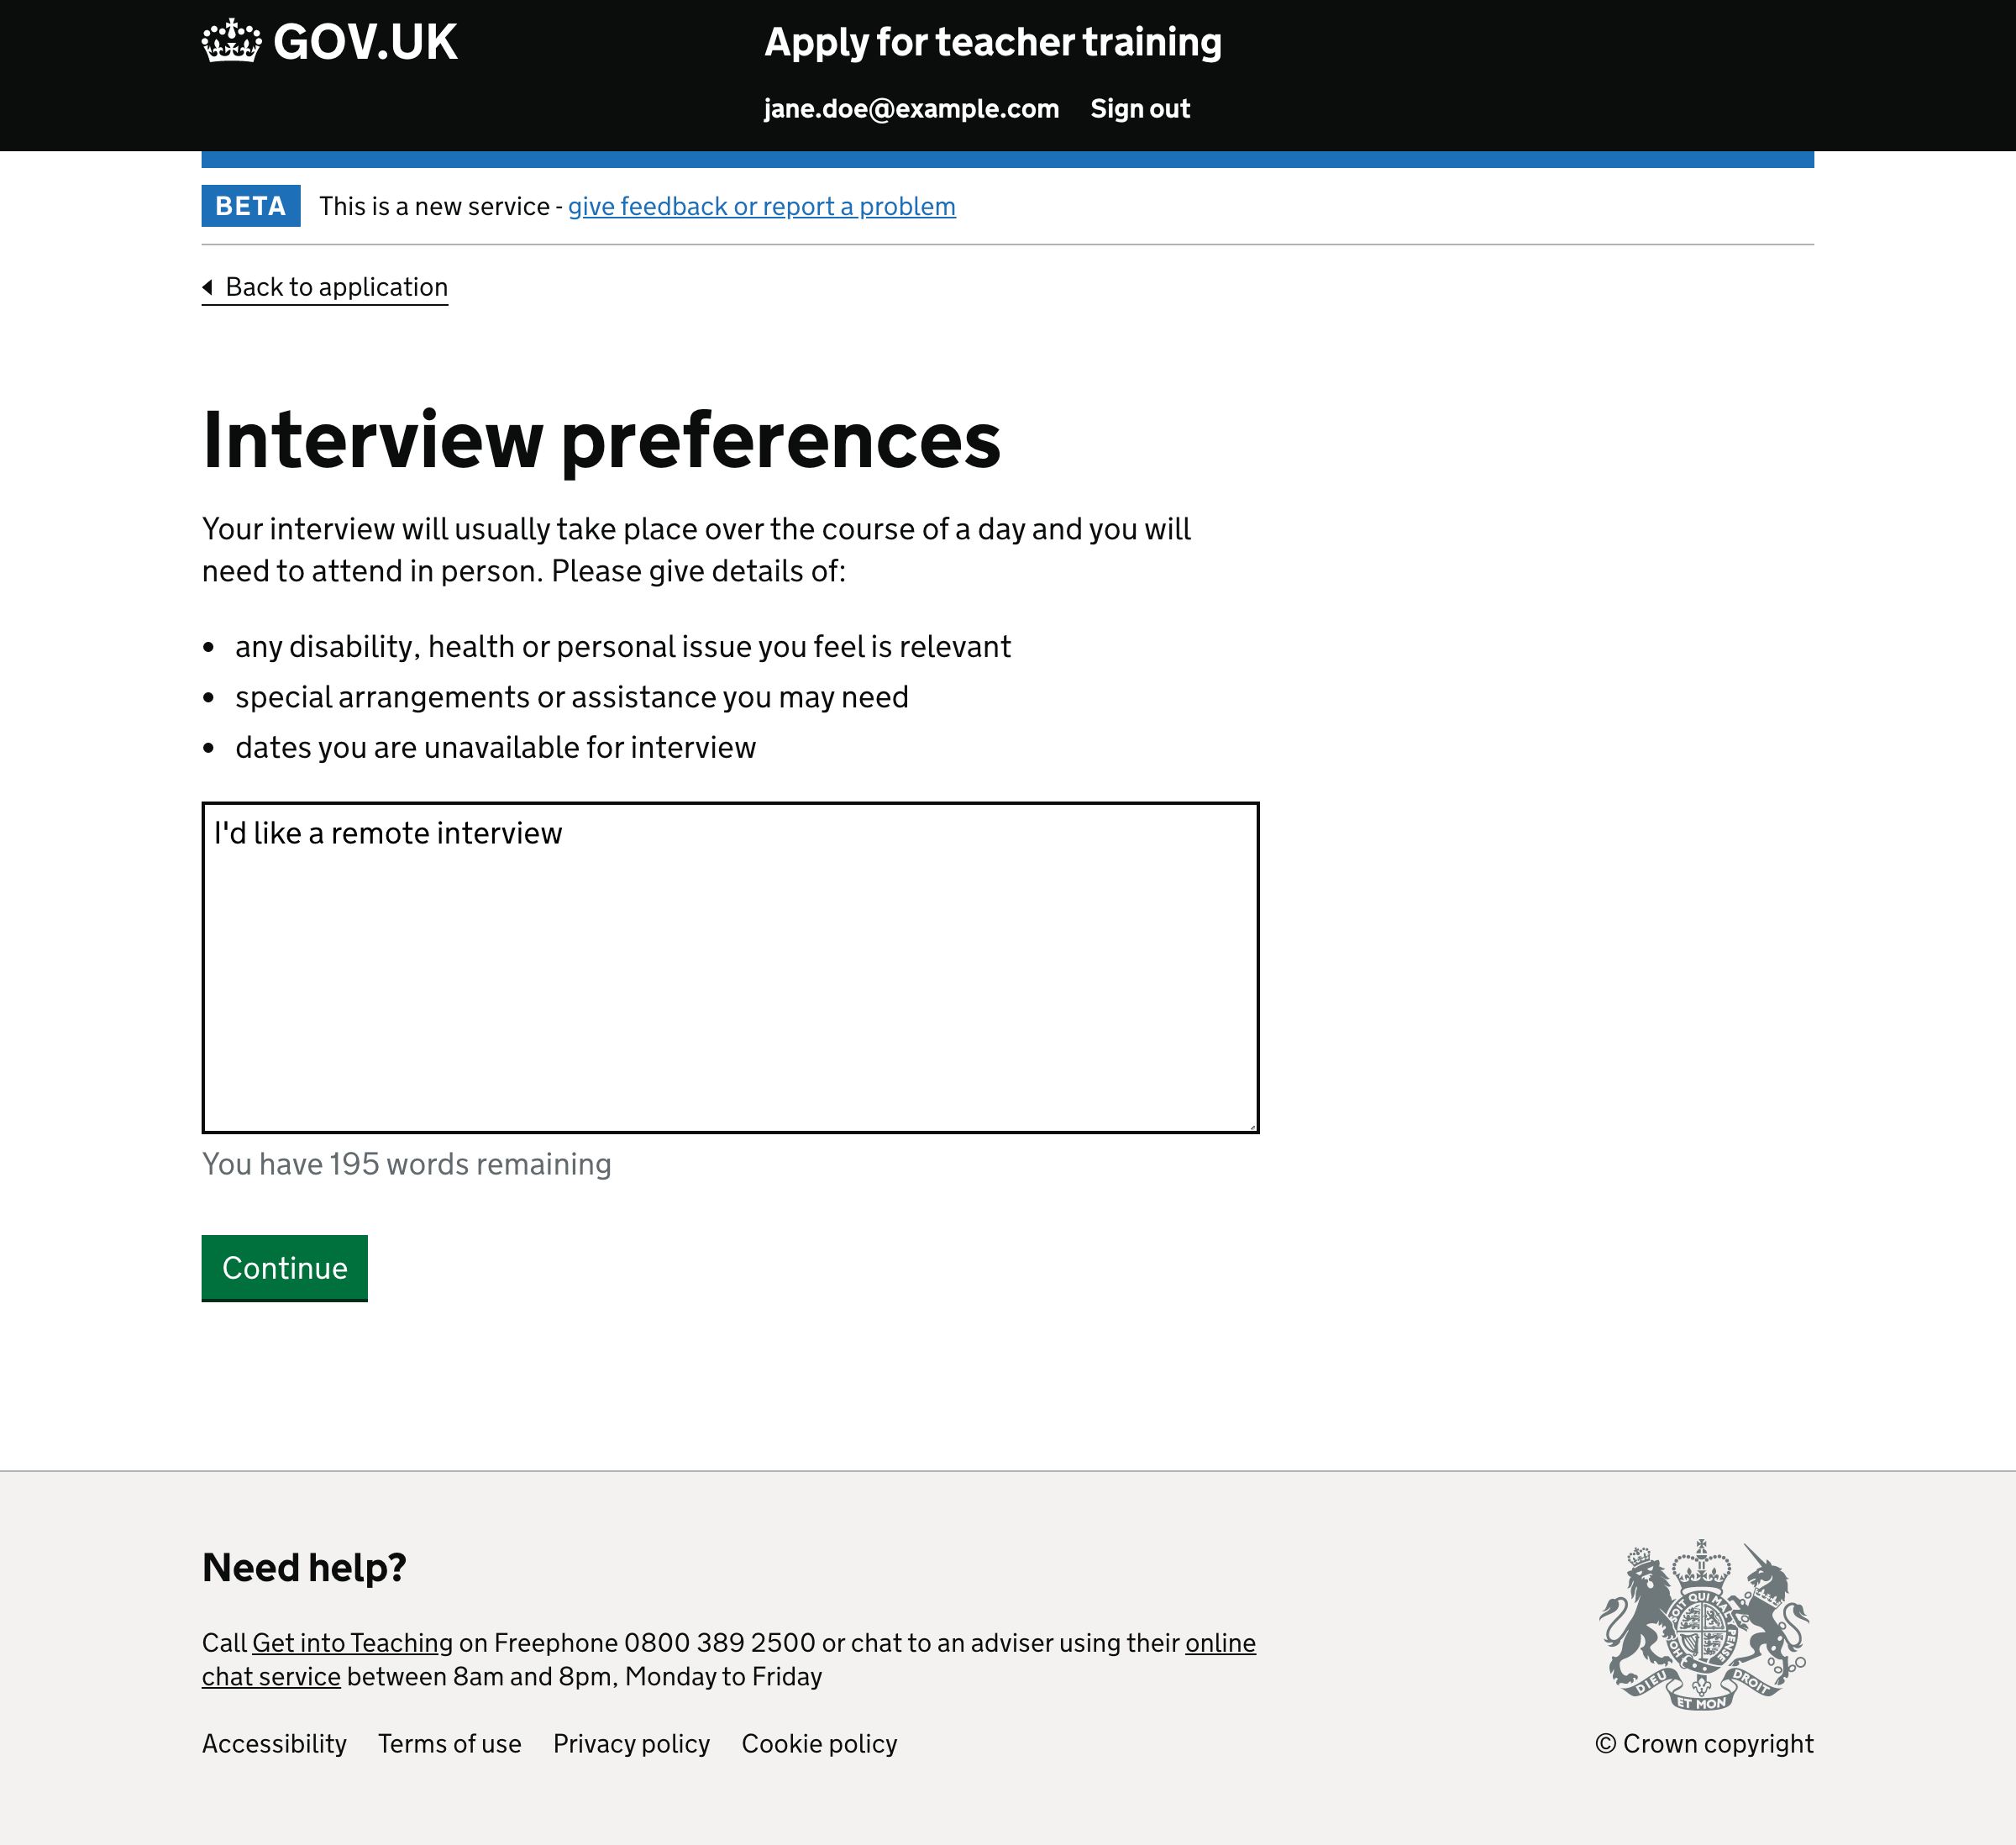 GOV.UK
Apply for teacher training
jane.doe@example.com Sign out
BETA This is a new service - give feedback or report a problem
Back to application
Interview preferences
Your interview will usually take place over the course of a day and you will
need to attend in person. Please give details of:
• any disability, health or personal issue you feel is relevant
• special arrangements or assistance you may need
• dates you are unavailable for interview
I'd like a remote interview
You have 195 words remaining
Continue
Need help?
Call Get into Teaching on Freephone 0800 389 2500 or chat to an adviser using their online
chat service between 8am and 8pm, Monday to Friday
Accessibility Terms of use Privacy policy Cookie policy
DIEU ET MON DROIT
© Crown copyright